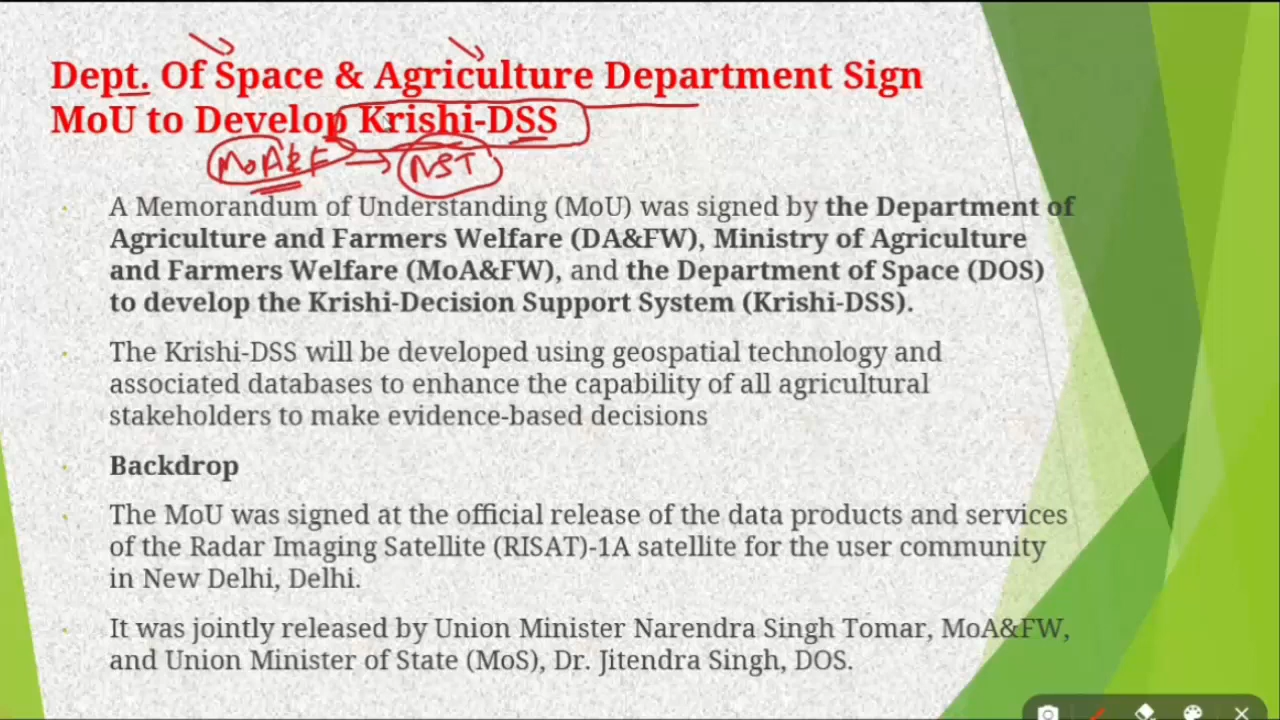 Dept. Of Space & Agriculture Department Sign
MoU to Develop Krishi-DSS
MoA&F → NST
A Memorandum of Understanding (MoU) was signed by the Department of
Agriculture and Farmers Welfare (DA&FW), Ministry of Agriculture
and Farmers Welfare (MoA&FW), and the Department of Space (DOS)
to develop the Krishi-Decision Support System (Krishi-DSS).
The Krishi-DSS will be developed using geospatial technology and
associated databases to enhance the capability of all agricultural
stakeholders to make evidence-based decisions
Backdrop
The MoU was signed at the official release of the data products and services
of the Radar Imaging Satellite (RISAT)-1A satellite for the user community
in New Delhi, Delhi.
It was jointly released by Union Minister Narendra Singh Tomar, MoA&FW,
and Union Minister of State (MoS), Dr. Jitendra Singh, DOS.